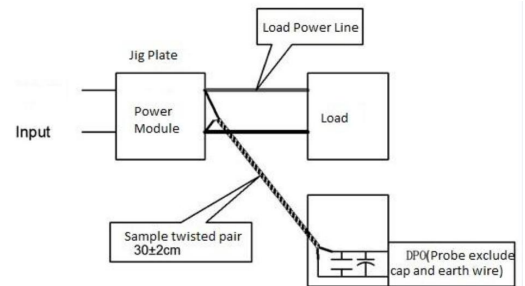 Load Power Line
Jig Plate
Power
Module
Load
Input
Sample twisted pair
30±2cm
DPO(Probe exclude
cap and earth wire)